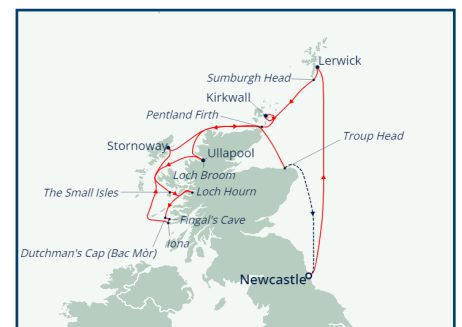 Lerwick
Sumburgh Head
Kirkwall
Pentland Firth
Troup Head
Stornoway
Ullapool
Loch Broom
The Small Isles
Loch Hourn
Fingal's Cave
Iona
Dutchman's Cap (Bac Mòr)
Newcastle